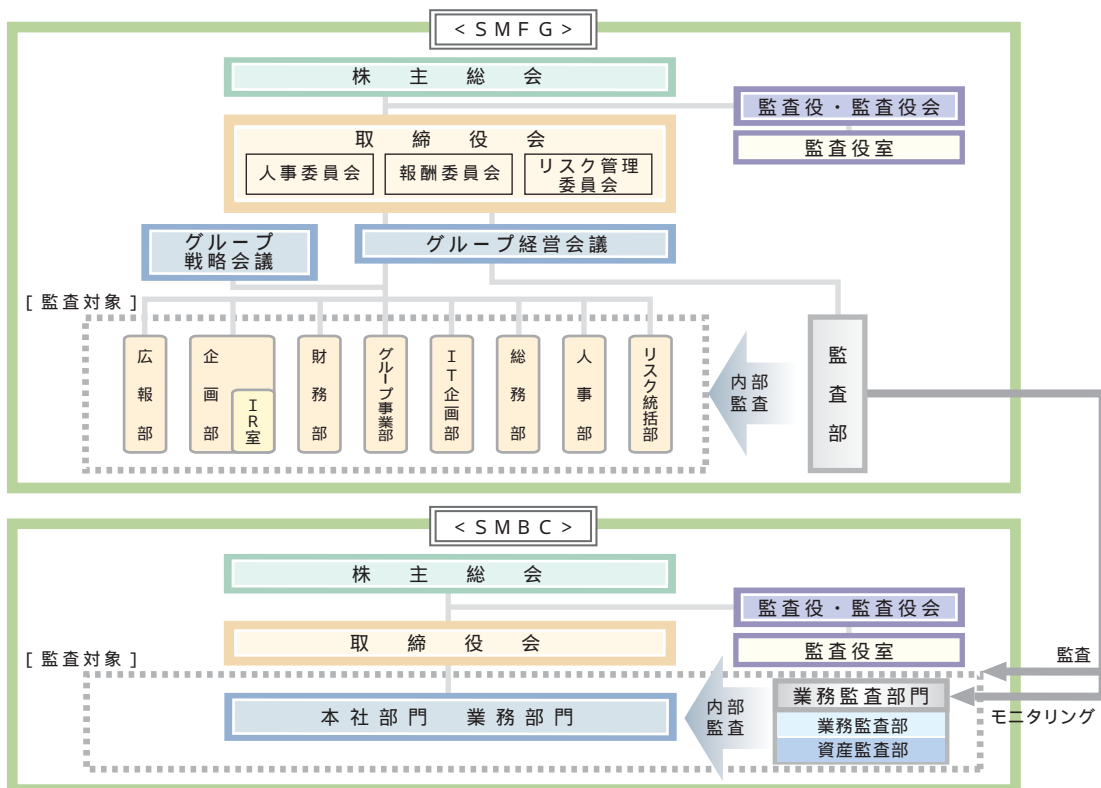 <SMFG>
株主総会
監査役・監査役会
監査役室
取締役会
人事委員会
報酬委員会
リスク管理
委員会
グループ
戦略会議
グループ経営会議
[監査対象]
広報部
企画部
IR室
財務部
グループ事業部
IT企画部
総務部
人事部
リスク統括部
内部
監査
監査部
<SMBC>
株主総会
監査役・監査役会
監査役室
取締役会
[監査対象]
本社部門 業務部門
内部
監査
業務監査部門
業務監査部
資産監査部
監査
モニタリング